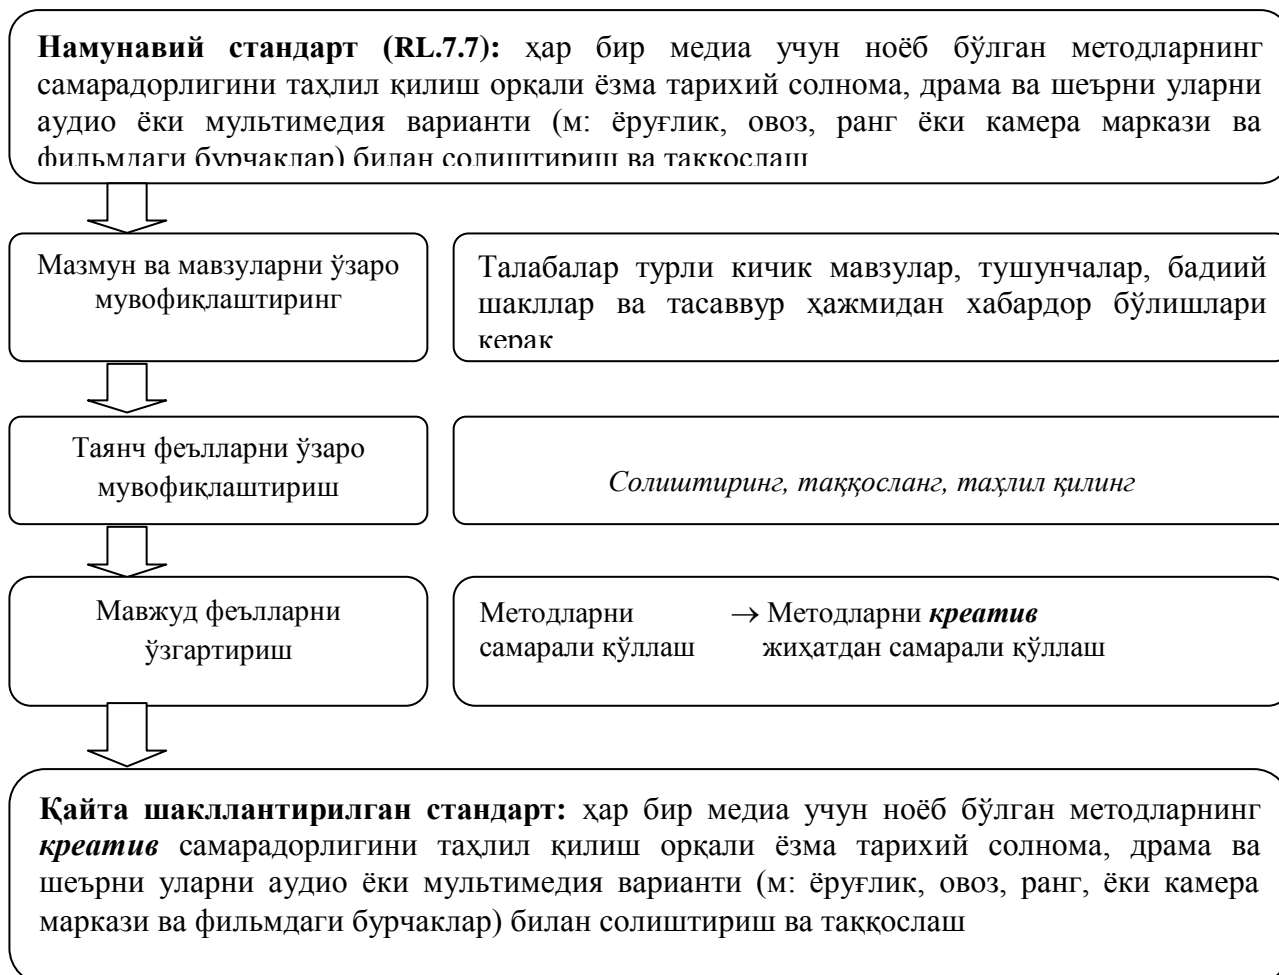 Намунавий стандарт (RL.7.7): ҳар бир медиа учун ноёб бўлган методларнинг
самарадорлигини таҳлил қилиш орқали ёзма тарихий солнома, драма ва шеърни уларни
аудио ёки мультимедия варианти (м: ёруғлик, овоз, ранг ёки камера маркази ва
фильмдаги бурчаклар) билан солиштириш ва таққослаш
Мазмун ва мавзуларни ўзаро
мувофиқлаштиринг
Талабалар турли кичик мавзулар, тушунчалар, бадиий
шакллар ва тасаввур ҳажмидан хабардор бўлишлари
керак
Таянч феълларни ўзаро
мувофиқлаштириш
Солиштиринг, таққосланг, таҳлил қилинг
Мавжуд феълларни
ўзгартириш
Методларни → Методларни креатив
самарали қўллаш жиҳатдан самарали қўллаш
Қайта шакллантирилган стандарт: ҳар бир медиа учун ноёб бўлган методларнинг
креатив самарадорлигини таҳлил қилиш орқали ёзма тарихий солнома, драма ва
шеърни уларни аудио ёки мультимедия варианти (м: ёруғлик, овоз, ранг, ёки камера
маркази ва фильмдаги бурчаклар) билан солиштириш ва таққослаш